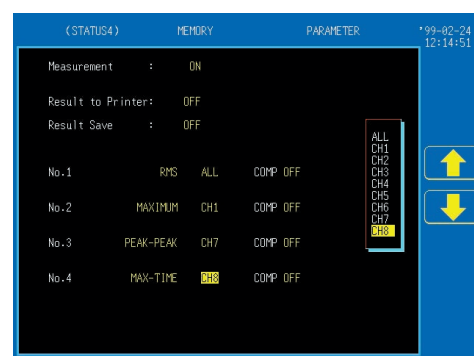 (STATUS4) MEMORY PARAMETER '99-02-24
12:14:51
Measurement : ON
Result to Printer: OFF
Result Save : OFF
No.1 RMS ALL COMP OFF
No.2 MAXIMUM CH1 COMP OFF
No.3 PEAK-PEAK CH7 COMP OFF
No.4 MAX-TIME CH8 COMP OFF
ALL
CH1
CH2
CH3
CH4
CH5
CH6
CH7
CH8